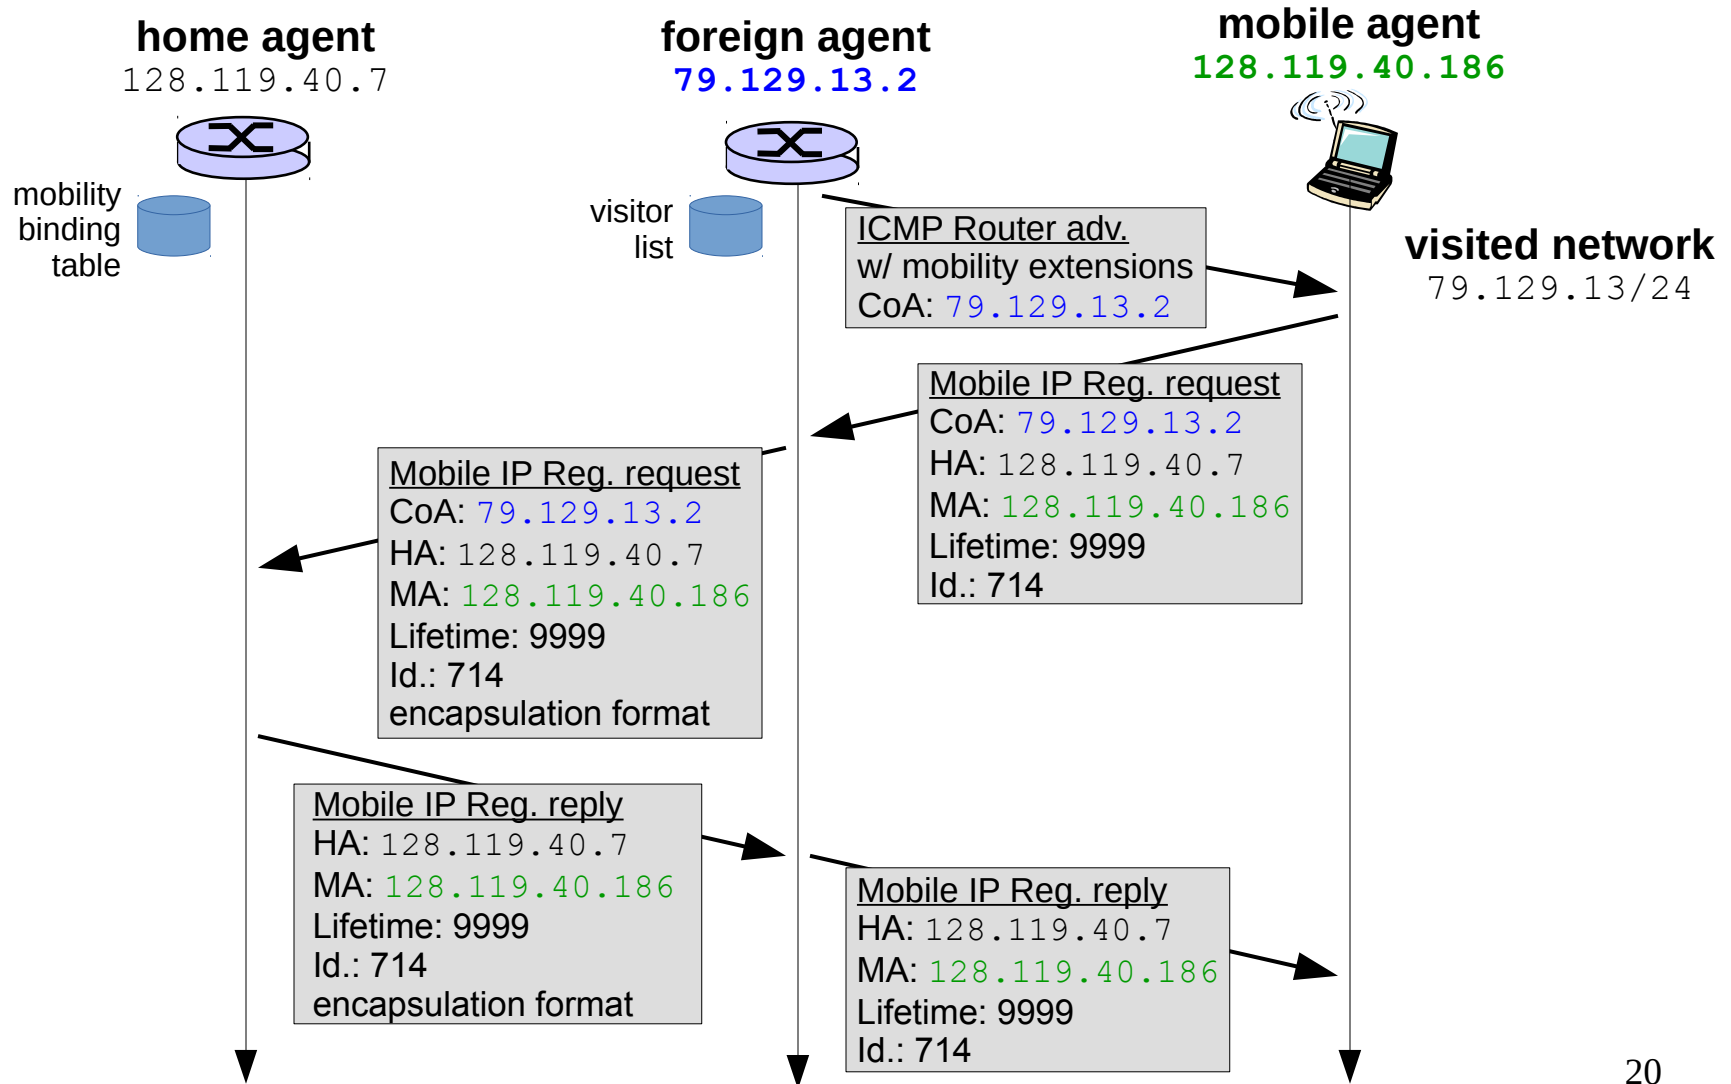 home agent
128.119.40.7
foreign agent
79.129.13.2
mobile agent
128.119.40.186
mobility
binding
table
visitor
list
ICMP Router adv.
w/ mobility extensions
CoA: 79.129.13.2
visited network
79.129.13/24
Mobile IP Reg. request
CoA: 79.129.13.2
HA: 128.119.40.7
MA: 128.119.40.186
Lifetime: 9999
Id.: 714
Mobile IP Reg. request
CoA: 79.129.13.2
HA: 128.119.40.7
MA: 128.119.40.186
Lifetime: 9999
Id.: 714
encapsulation format
Mobile IP Reg. reply
HA: 128.119.40.7
MA: 128.119.40.186
Lifetime: 9999
Id.: 714
encapsulation format
Mobile IP Reg. reply
HA: 128.119.40.7
MA: 128.119.40.186
Lifetime: 9999
Id.: 714
20